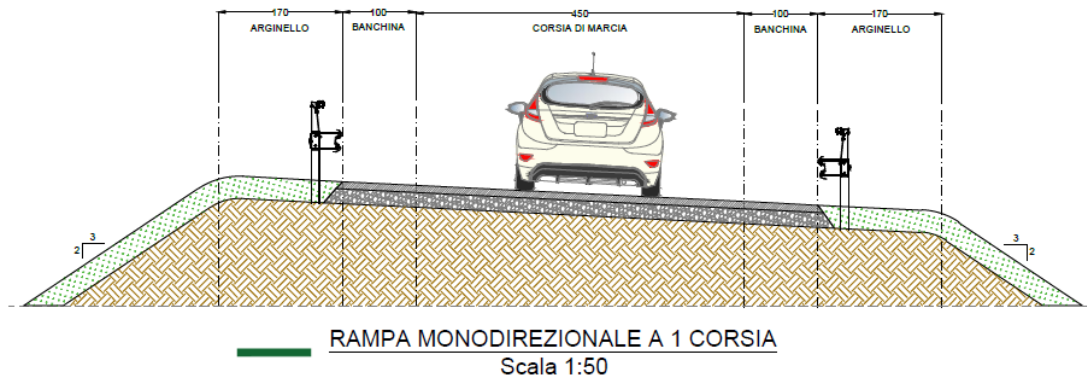 170 100 450 100 170
ARGINELLO BANCHINA CORSIA DI MARCIA BANCHINA ARGINELLO
3 3
2 2
RAMPA MONODIREZIONALE A 1 CORSIA
Scala 1:50